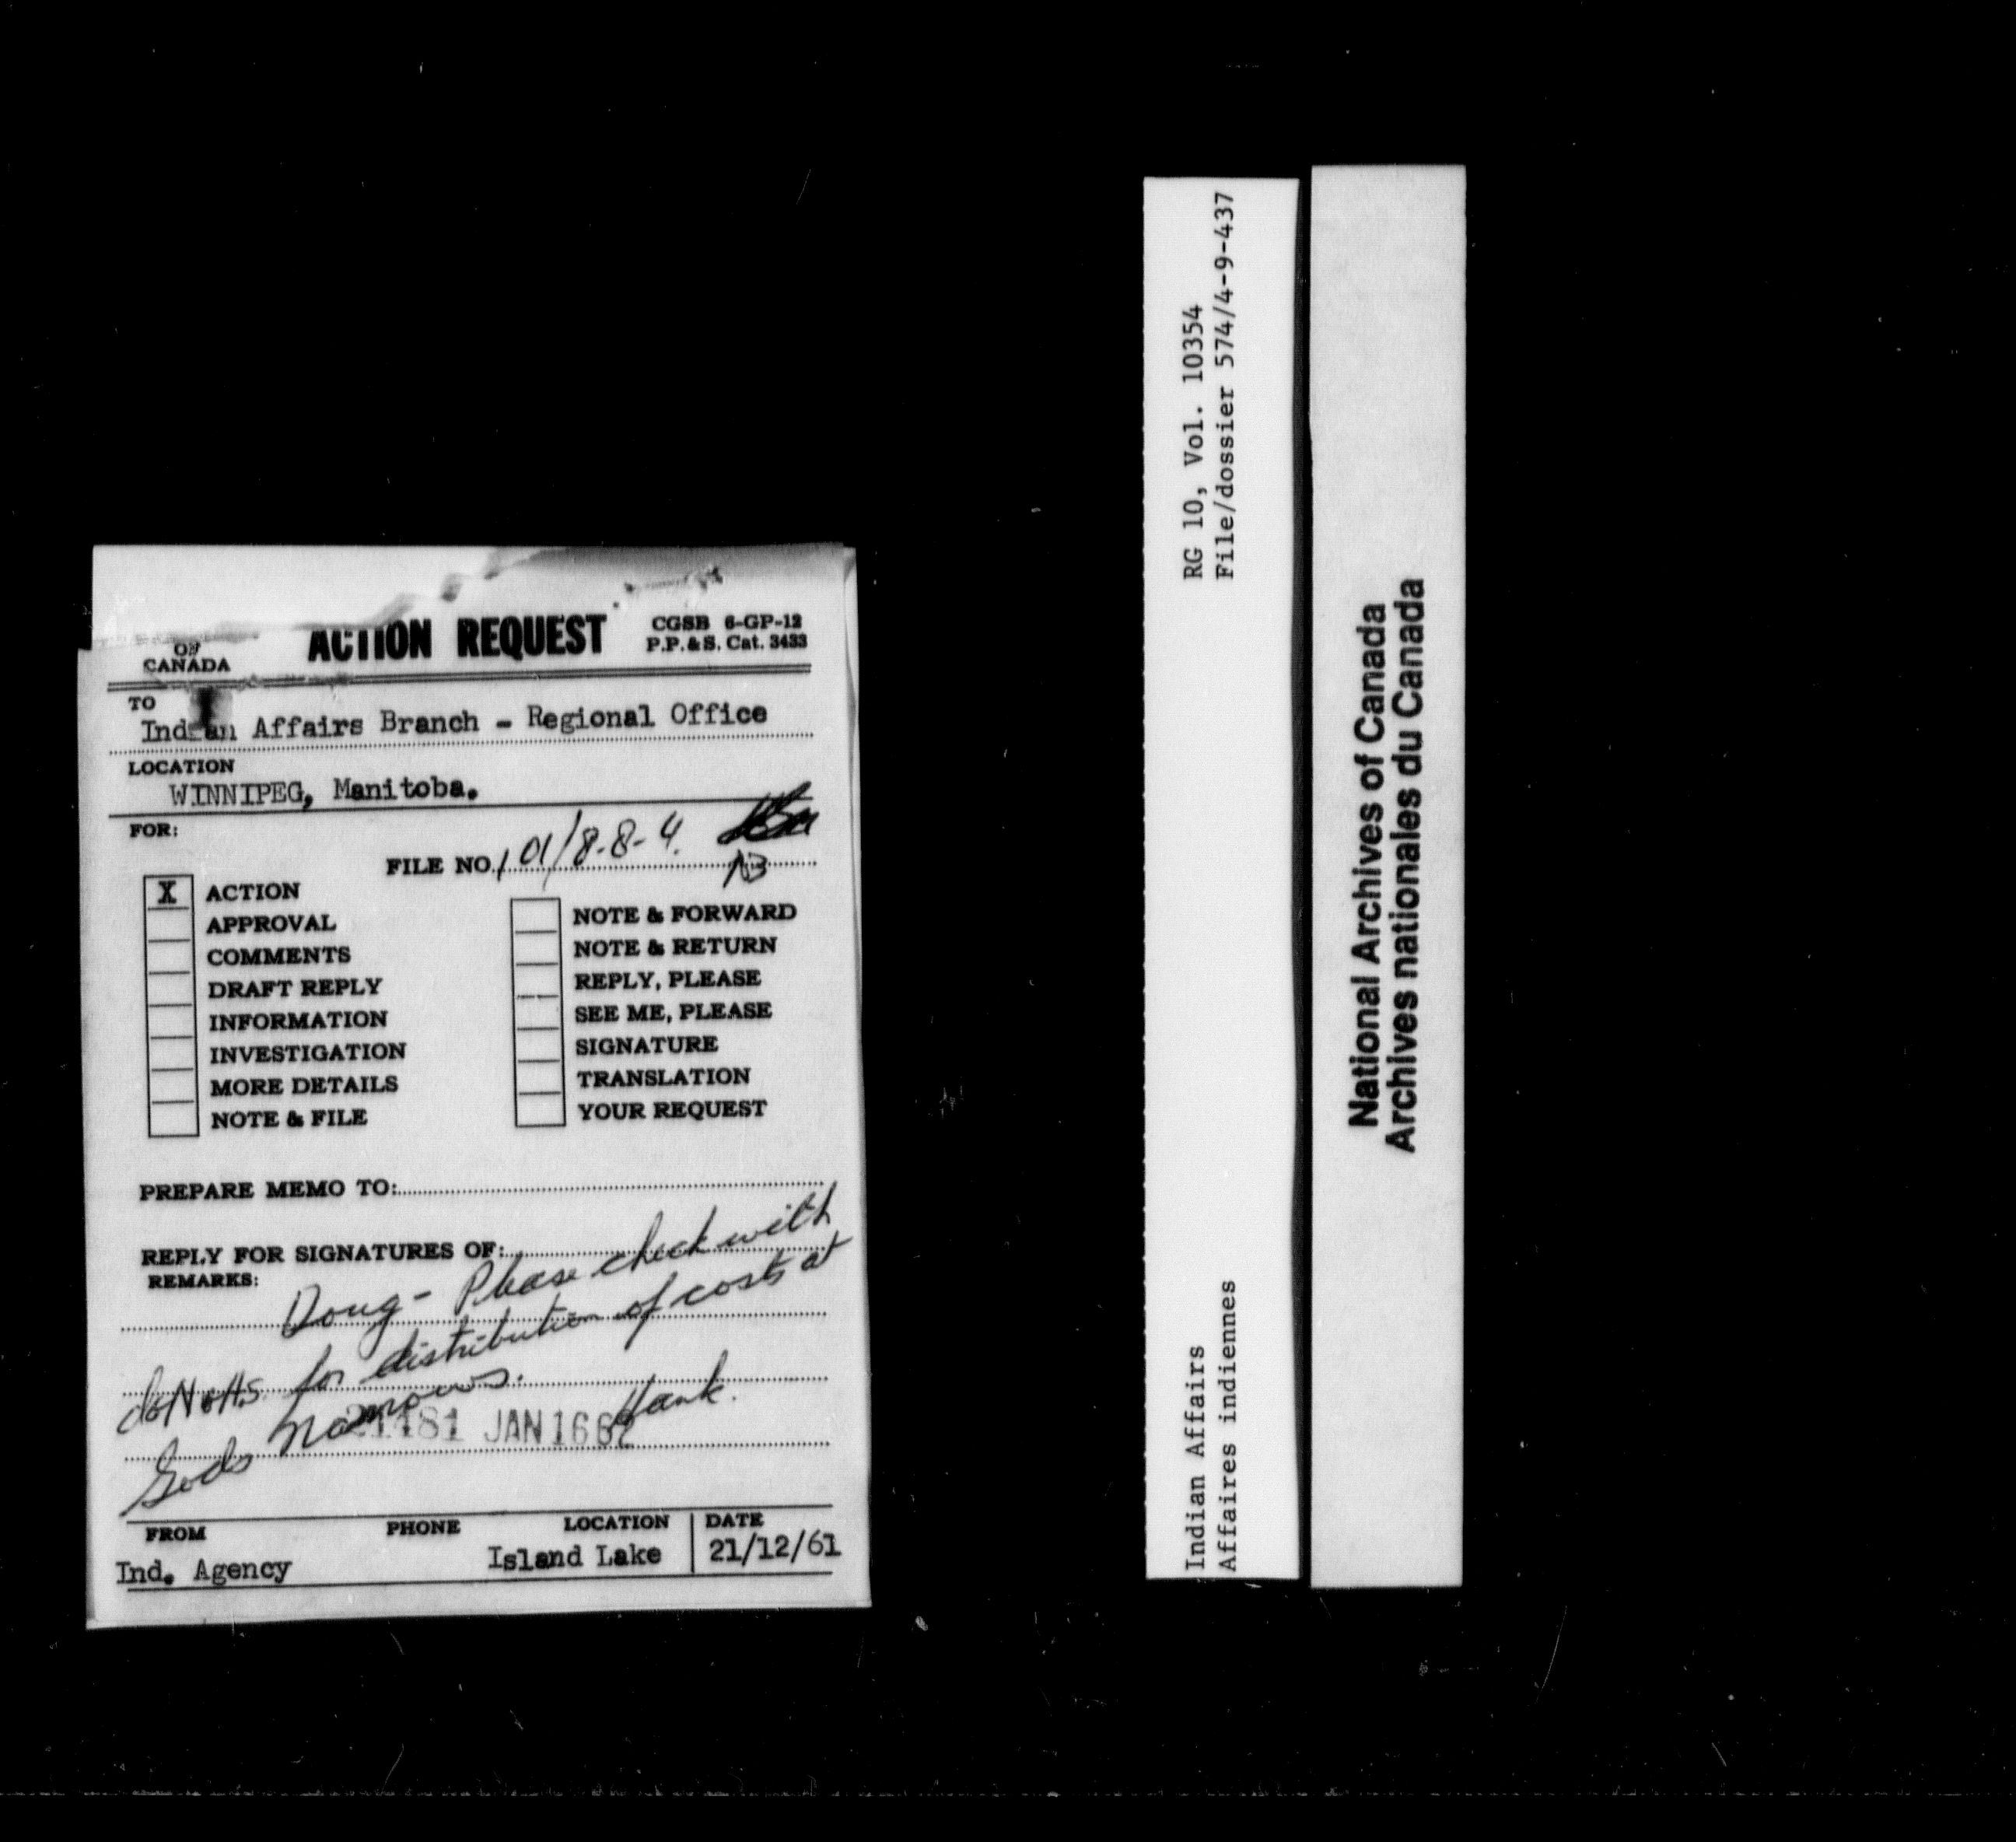 OF
CANADA
ACTION REQUEST
CGSB 6-GP-12
P.P.&S. Cat. 3433
TO
Indian Affairs Branch - Regional Office
LOCATION
WINNIPEG, Manitoba.
FOR:
FILE NO. 101/8-8-4.
X ACTION
APPROVAL
COMMENTS
DRAFT REPLY
INFORMATION
INVESTIGATION
MORE DETAILS
NOTE & FILE
NOTE & FORWARD
NOTE & RETURN
REPLY, PLEASE
SEE ME, PLEASE
SIGNATURE
TRANSLATION
YOUR REQUEST
PREPARE MEMO TO:
REPLY FOR SIGNATURES OF:
REMARKS:
Doug - Please check with
for distribution of costs at
Gods Narrows.
Hank.
21481 JAN 16 62
FROM PHONE LOCATION DATE
Ind. Agency Island Lake 21/12/61
RG 10, Vol. 10354
File/dossier 574/4-9-437
Indian Affairs
Affaires indiennes
National Archives of Canada
Archives nationales du Canada